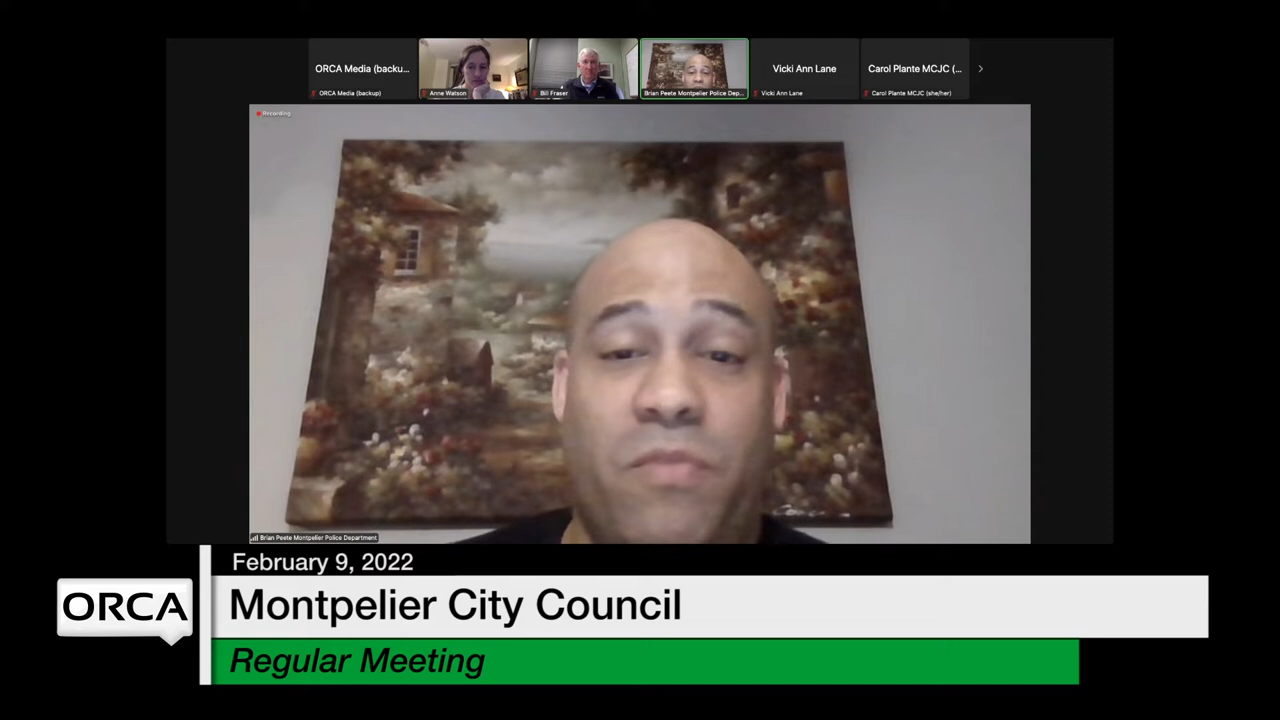 ORCA Media (backu...
Vicki Ann Lane
Carol Plante MCJC (...
ORCA Media (backup)
Anne Watson
Bill Fraser
Brian Peete Montpelier Police Dep...
Vicki Ann Lane
Carol Plante MCJC (she/her)
Recording
Brian Peete Montpelier Police Department
February 9, 2022
ORCA
Montpelier City Council
Regular Meeting